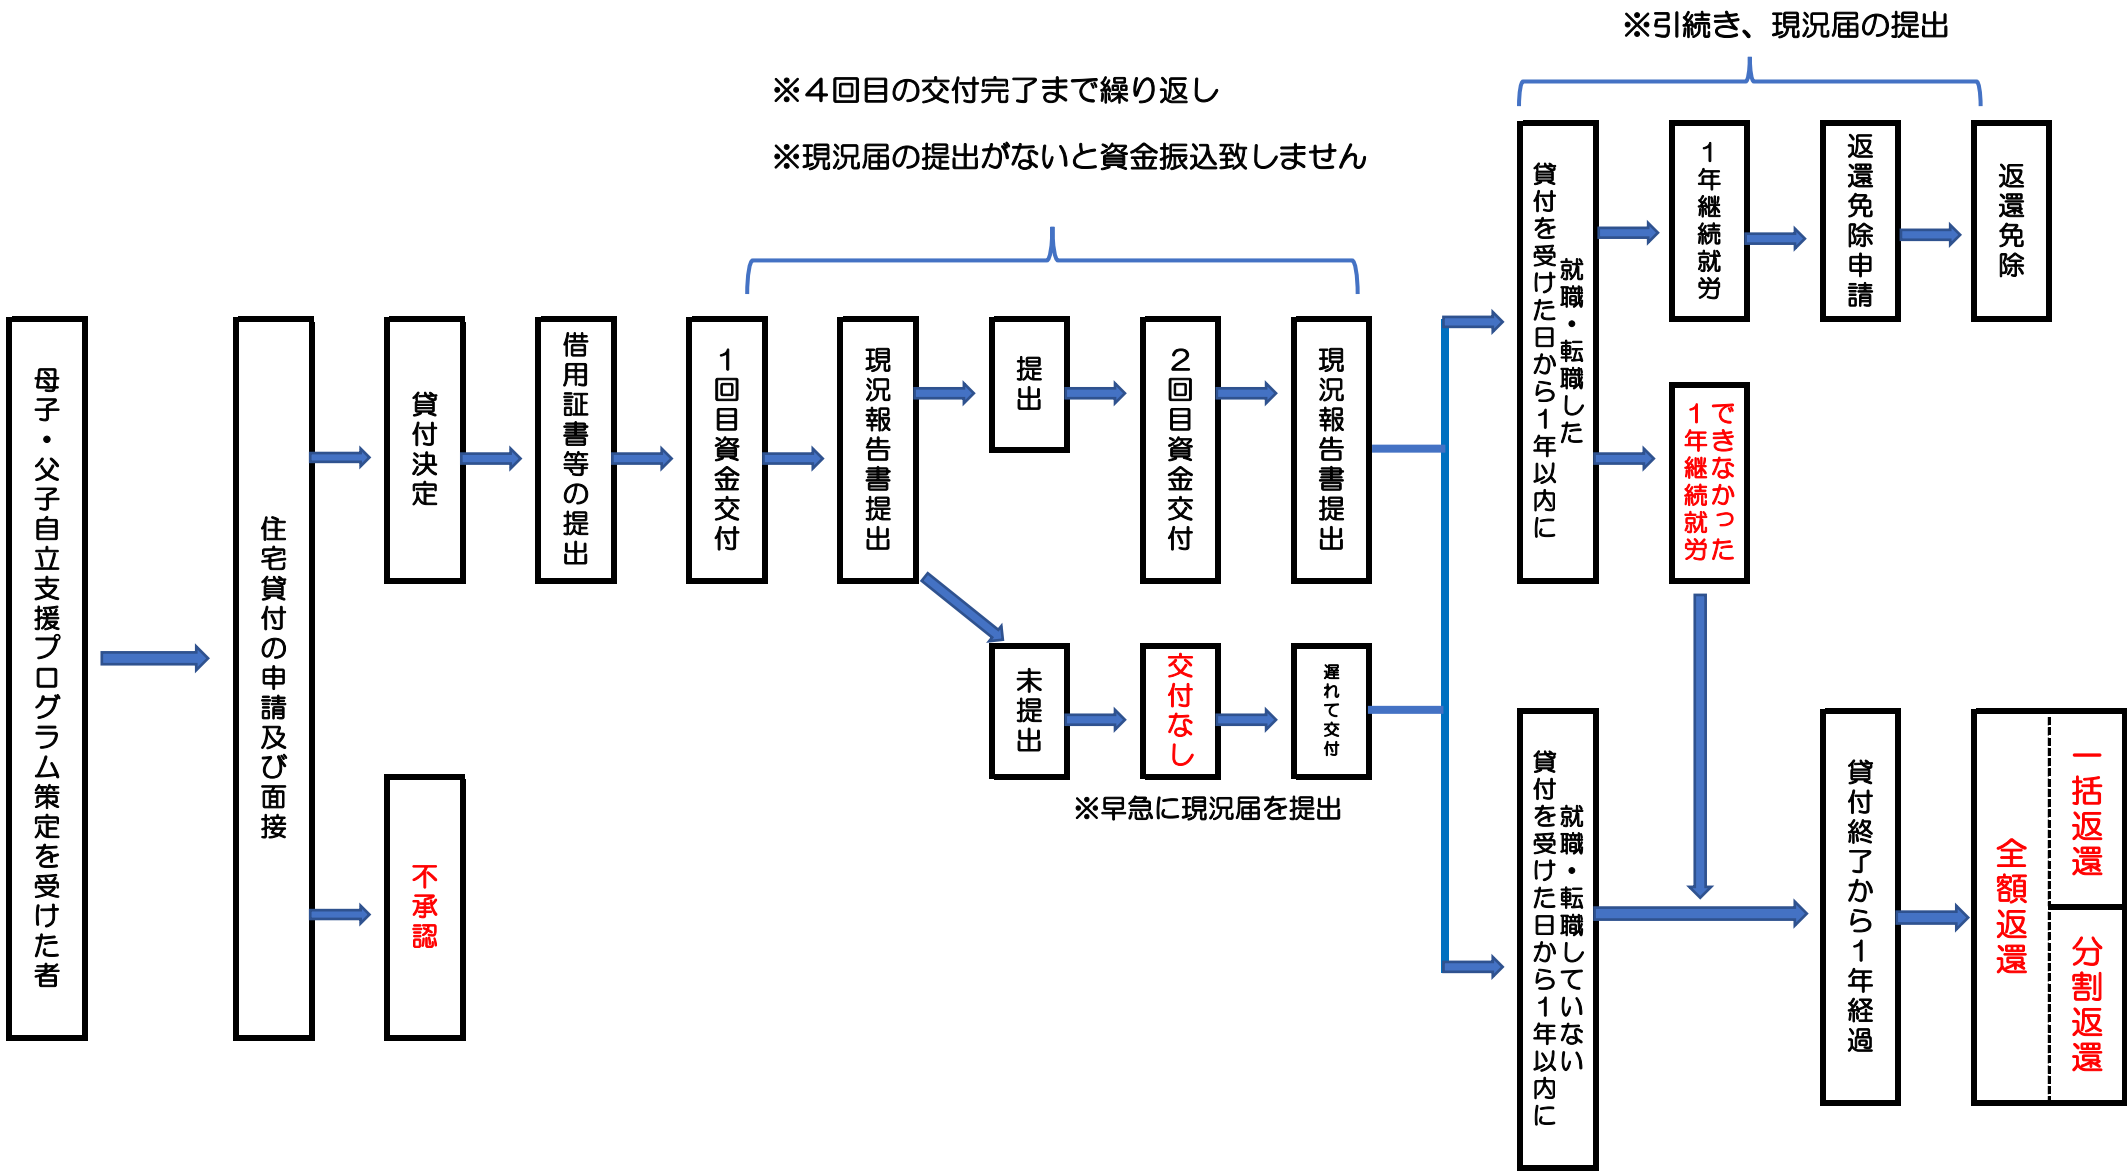 ※引続き、現況届の提出
※４回目の交付完了まで繰り返し
※現況届の提出がないと資金振込致しません
母子・父子自立支援プログラム策定を受けた者
住宅貸付の申請及び面接
貸付決定
不承認
借用証書等の提出
１回目資金交付
現況報告書提出
提出
未提出
２回目資金交付
交付なし
現況報告書提出
遅れて交付
※早急に現況届を提出
貸付を受けた日から１年以内に
就職・転職した
１年継続就労
返還免除申請
返還免除
１年継続就労
できなかった
貸付を受けた日から１年以内に
就職・転職していない
貸付終了から１年経過
全額返還
一括返還
分割返還